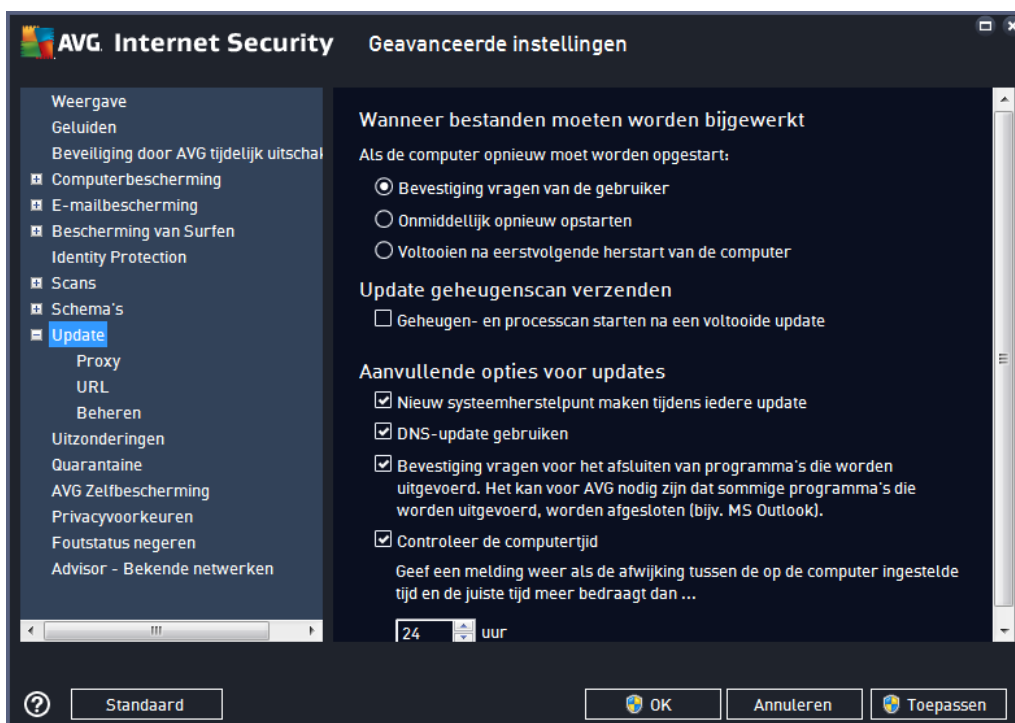 AVG. Internet Security
Geavanceerde instellingen
Weergave
Geluiden
Beveiliging door AVG tijdelijk uitschak
Computerbescherming
E-mailbescherming
Bescherming van Surfen
Identity Protection
Scans
Schema's
Update
Proxy
URL
Beheren
Uitzonderingen
Quarantaine
AVG Zelfbescherming
Privacyvoorkeuren
Foutstatus negeren
Advisor - Bekende netwerken
Wanneer bestanden moeten worden bijgewerkt
Als de computer opnieuw moet worden opgestart:
Bevestiging vragen van de gebruiker
Onmiddellijk opnieuw opstarten
Voltooien na eerstvolgende herstart van de computer
Update geheugenscan verzenden
Geheugen- en processcan starten na een voltooide update
Aanvullende opties voor updates
Nieuw systeemherstelpunt maken tijdens iedere update
DNS-update gebruiken
Bevestiging vragen voor het afsluiten van programma's die worden
uitgevoerd. Het kan voor AVG nodig zijn dat sommige programma's die
worden uitgevoerd, worden afgesloten (bijv. MS Outlook).
Controleer de computertijd
Geef een melding weer als de afwijking tussen de op de computer ingestelde
tijd en de juiste tijd meer bedraagt dan ...
24 uur
? Standaard
OK
Annuleren
Toepassen